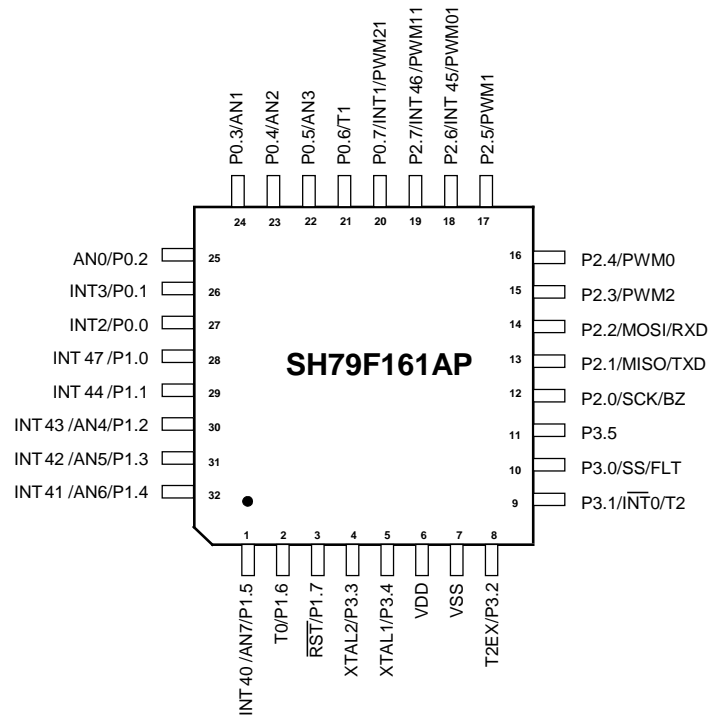 P0.3/AN1
P0.4/AN2
P0.5/AN3
P0.6/T1
P0.7/INT1/PWM21
P2.7/INT 46 /PWM11
P2.6/INT 45/PWM01
P2.5/PWM1
24
23
22
21
20
19
18
17
AN0/P0.2
25
INT3/P0.1
26
INT2/P0.0
27
INT 47 /P1.0
28
INT 44 /P1.1
29
INT 43 /AN4/P1.2
30
INT 42 /AN5/P1.3
31
INT 41 /AN6/P1.4
32
SH79F161AP
16
P2.4/PWM0
15
P2.3/PWM2
14
P2.2/MOSI/RXD
13
P2.1/MISO/TXD
12
P2.0/SCK/BZ
11
P3.5
10
P3.0/SS/FLT
9
P3.1/INT0/T2
1
2
3
4
5
6
7
8
INT 40 /AN7/P1.5
T0/P1.6
RST/P1.7
XTAL2/P3.3
XTAL1/P3.4
VDD
VSS
T2EX/P3.2